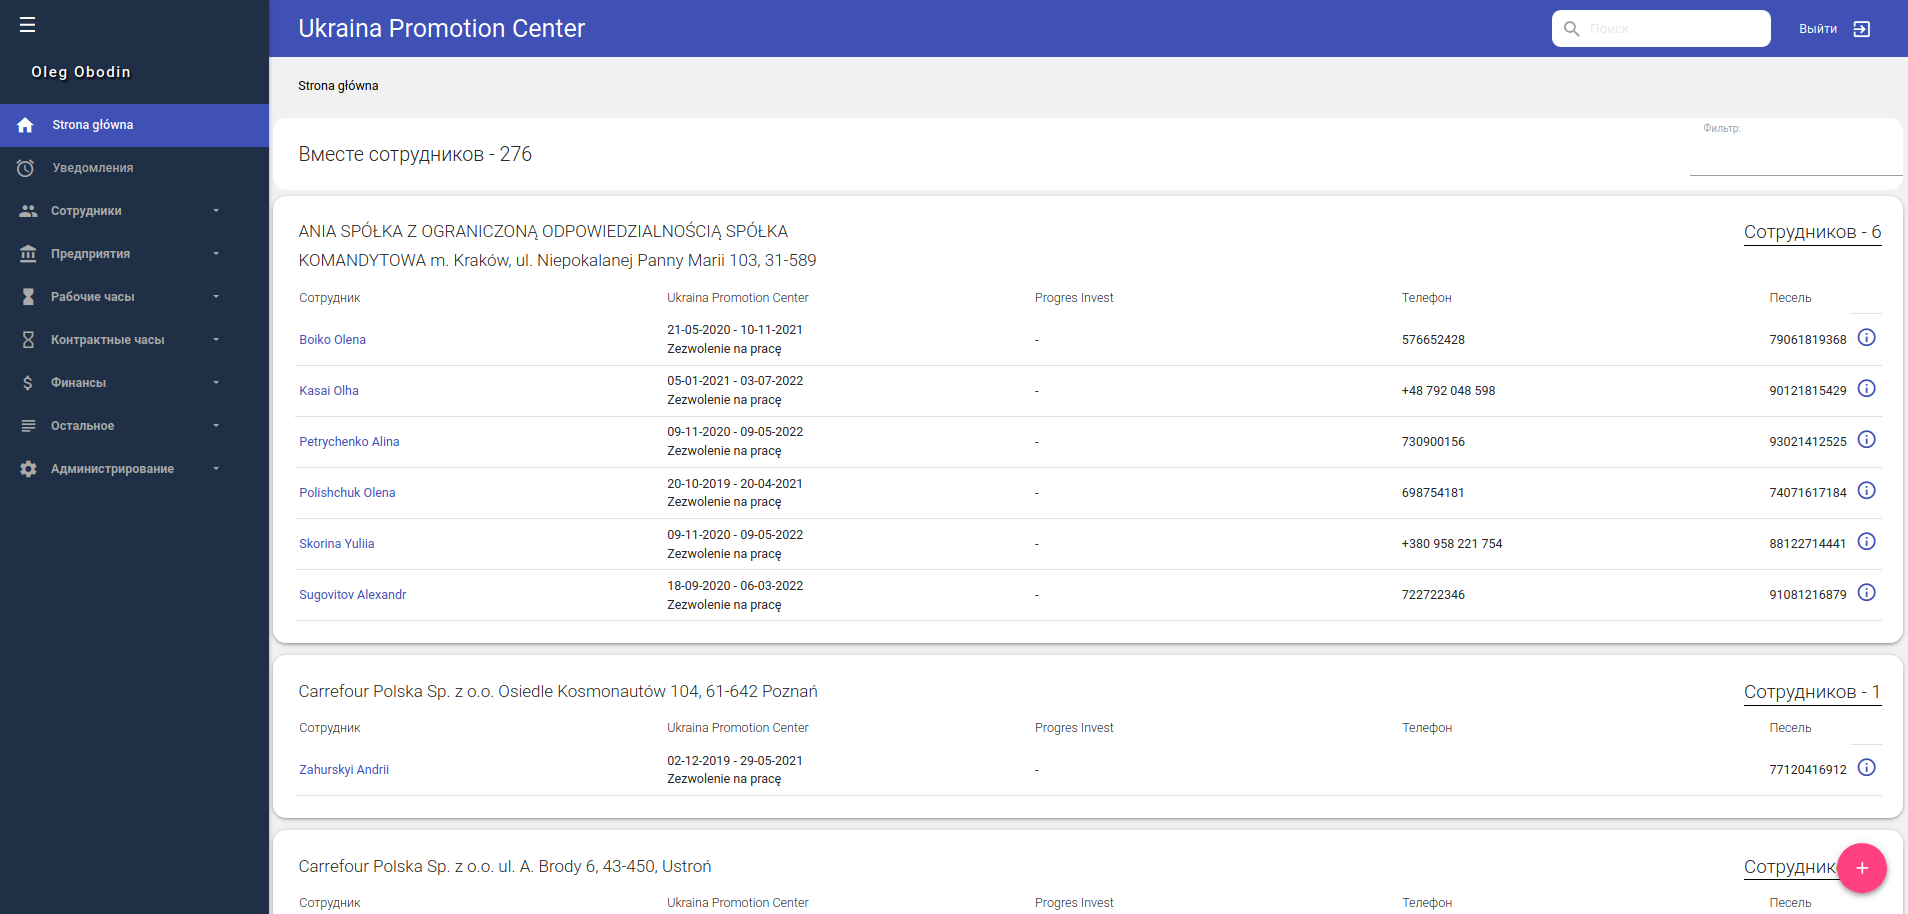 Ukraina Promotion Center
Поиск
Выйти
Oleg Obodin
Strona główna
Уведомления
Сотрудники
Предприятия
Рабочие часы
Контрактные часы
Финансы
Остальное
Администрирование
Strona główna
Вместе сотрудников - 276
Фильтр:
ANIA SPÓŁKA Z OGRANICZONĄ ODPOWIEDZIALNOŚCIĄ SPÓŁKA
KOMANDYTOWA m. Kraków, ul. Niepokalanej Panny Marii 103, 31-589
Сотрудников - 6
Сотрудник Ukraina Promotion Center Progres Invest Телефон Песель
Boiko Olena 21-05-2020 - 10-11-2021 Zezwolenie na pracę - 576652428 79061819368
Kasai Olha 05-01-2021 - 03-07-2022 Zezwolenie na pracę - +48 792 048 598 90121815429
Petrychenko Alina 09-11-2020 - 09-05-2022 Zezwolenie na pracę - 730900156 93021412525
Polishchuk Olena 20-10-2019 - 20-04-2021 Zezwolenie na pracę - 698754181 74071617184
Skorina Yuliia 09-11-2020 - 09-05-2022 Zezwolenie na pracę - +380 958 221 754 88122714441
Sugovitov Alexandr 18-09-2020 - 06-03-2022 Zezwolenie na pracę - 722722346 91081216879
Carrefour Polska Sp. z o.o. Osiedle Kosmonautów 104, 61-642 Poznań
Сотрудников - 1
Сотрудник Ukraina Promotion Center Progres Invest Телефон Песель
Zahurskyi Andrii 02-12-2019 - 29-05-2021 Zezwolenie na pracę - 77120416912
Carrefour Polska Sp. z o.o. ul. A. Brody 6, 43-450, Ustroń
Сотрудник
Сотрудник Ukraina Promotion Center Progres Invest Телефон Песель